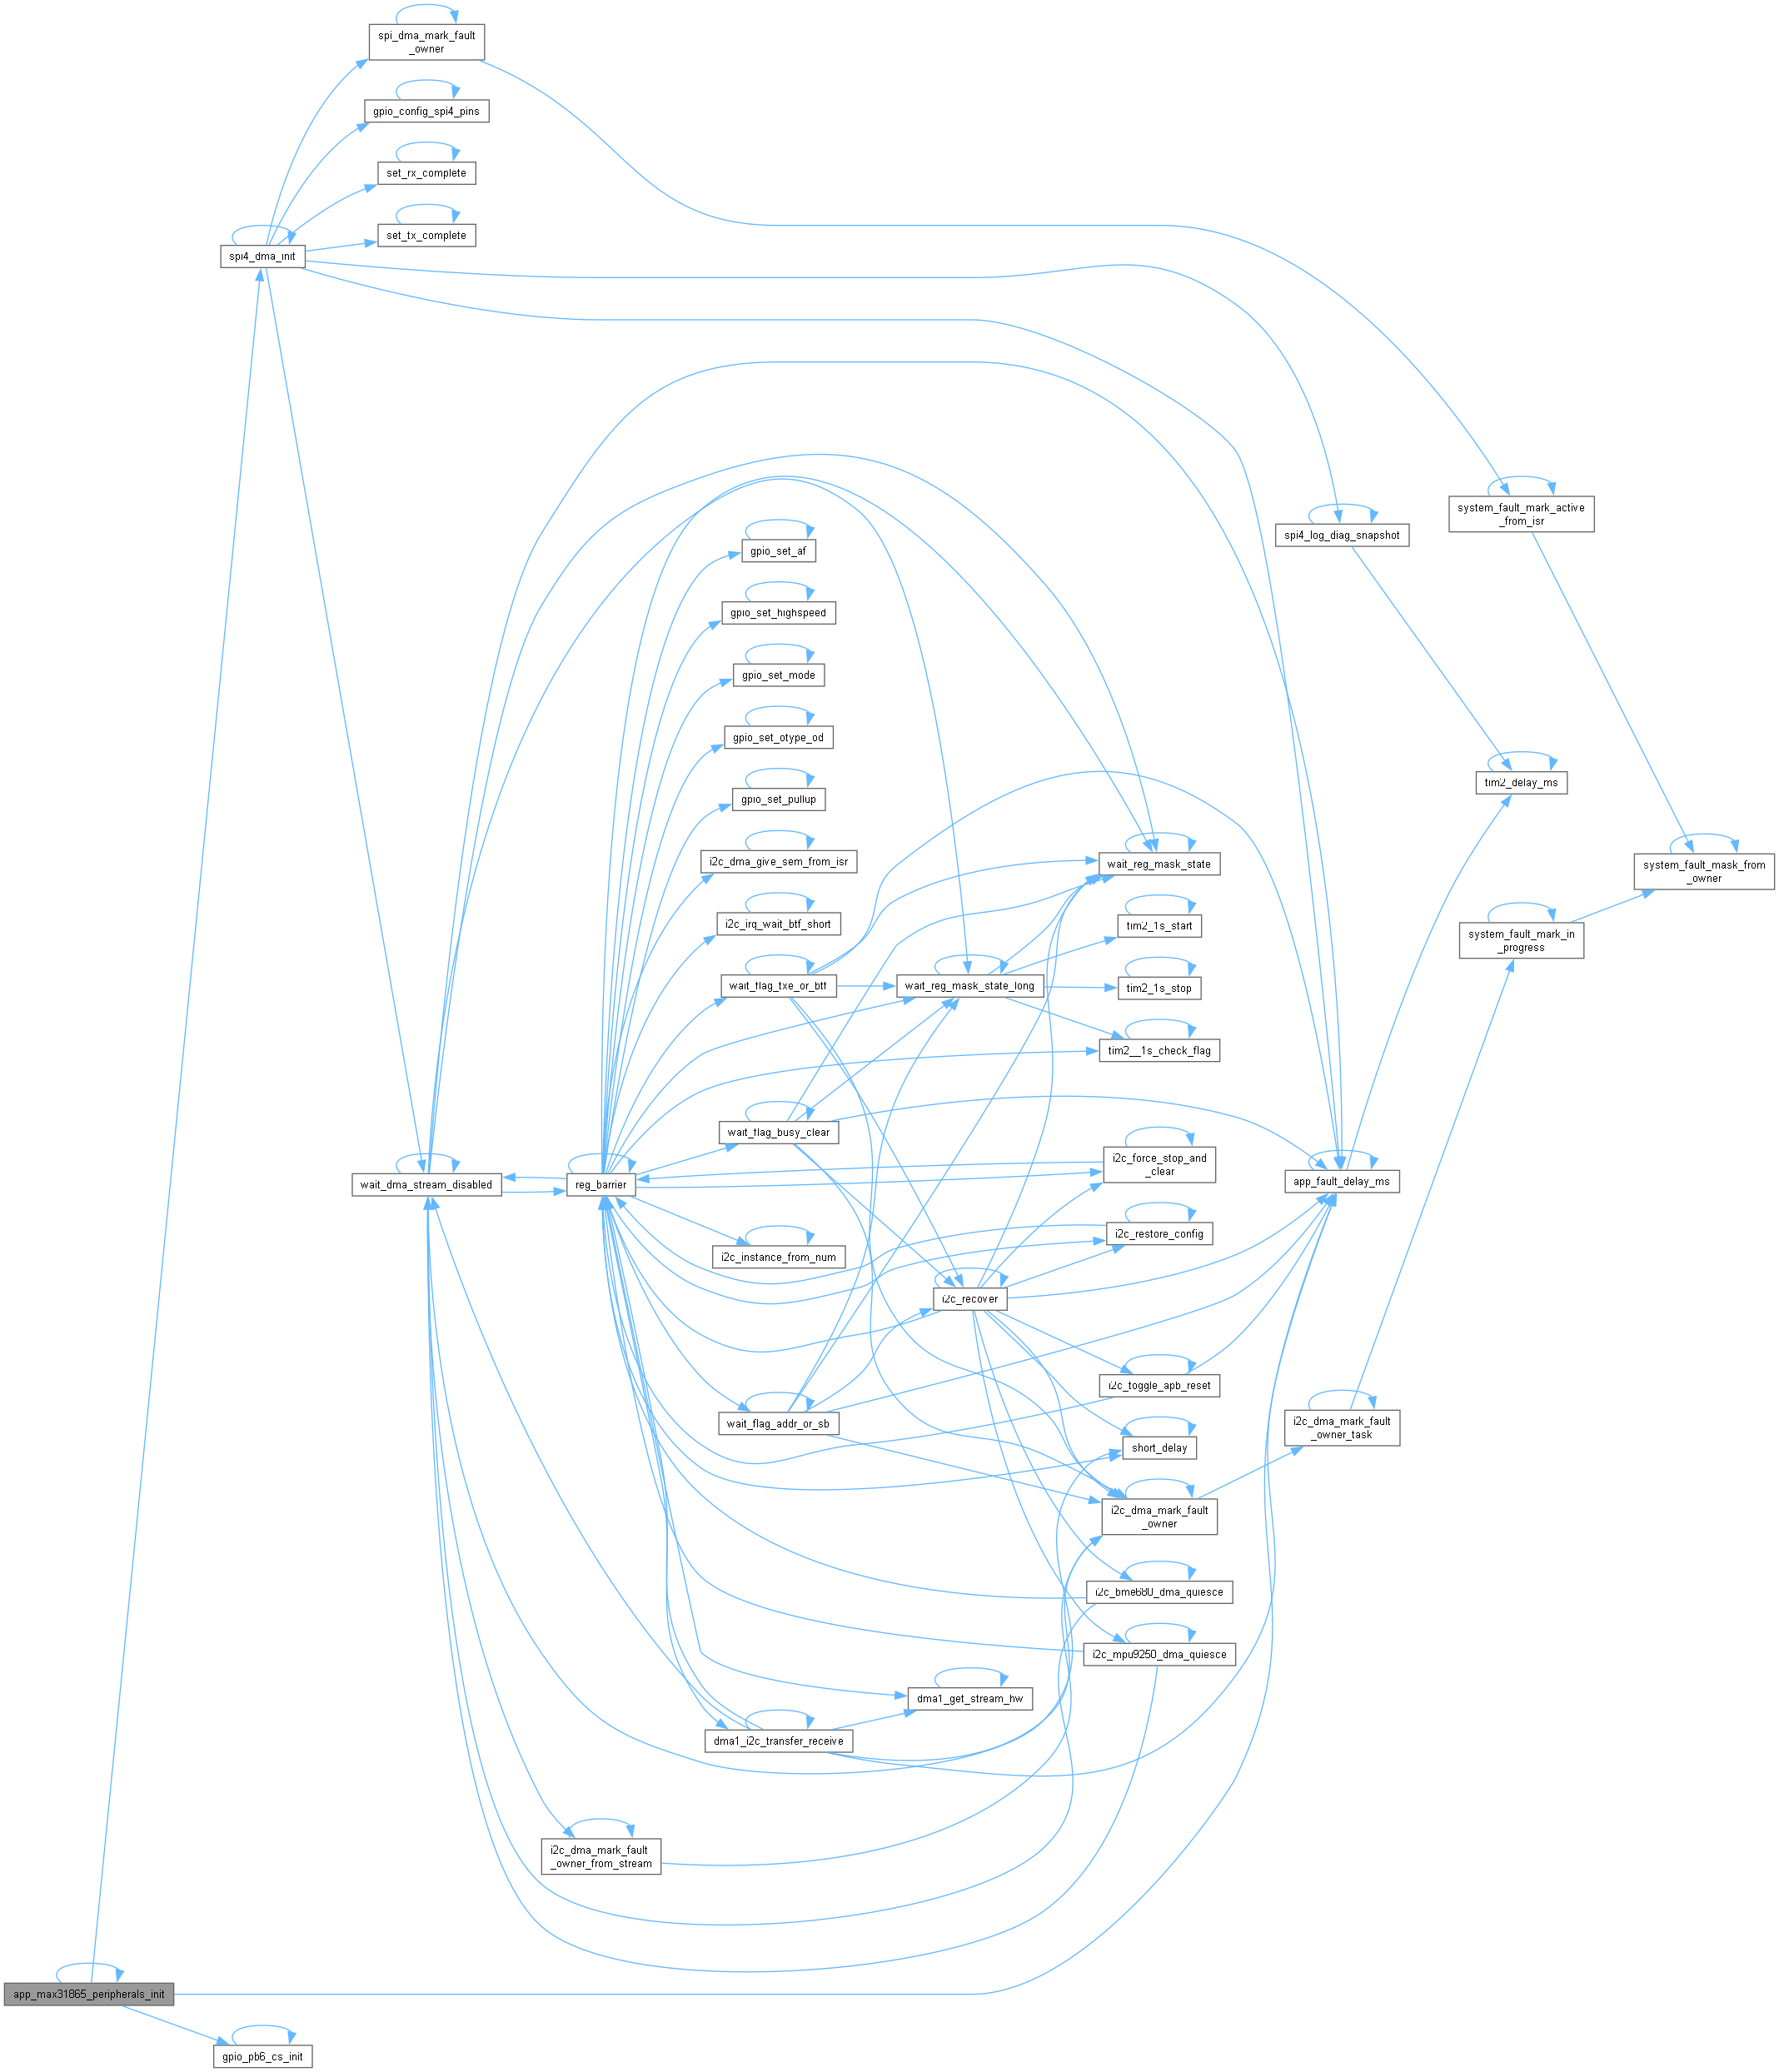 spi_dma_mark_fault
_owner
gpio_config_spi4_pins
set_rx_complete
set_tx_complete
spi4_dma_init
system_fault_mark_active
_from_isr
spi4_log_diag_snapshot
gpio_set_af
gpio_set_highspeed
gpio_set_mode
gpio_set_otype_od
tim2_delay_ms
gpio_set_pullup
i2c_dma_give_sem_from_isr
wait_reg_mask_state
system_fault_mask_from
_owner
i2c_irq_wait_btf_short
tim2_1s_start
system_fault_mark_in
_progress
wait_flag_txe_or_btf
wait_reg_mask_state_long
tim2_1s_stop
tim2__1s_check_flag
wait_flag_busy_clear
i2c_force_stop_and
_clear
wait_dma_stream_disabled
reg_barrier
app_fault_delay_ms
i2c_restore_config
i2c_instance_from_num
i2c_recover
i2c_toggle_apb_reset
wait_flag_addr_or_sb
i2c_dma_mark_fault
_owner_task
short_delay
i2c_dma_mark_fault
_owner
i2c_bme680_dma_quiesce
i2c_mpu9250_dma_quiesce
dma1_get_stream_hw
dma1_i2c_transfer_receive
i2c_dma_mark_fault
_owner_from_stream
app_max31865_peripherals_init
gpio_pb6_cs_init